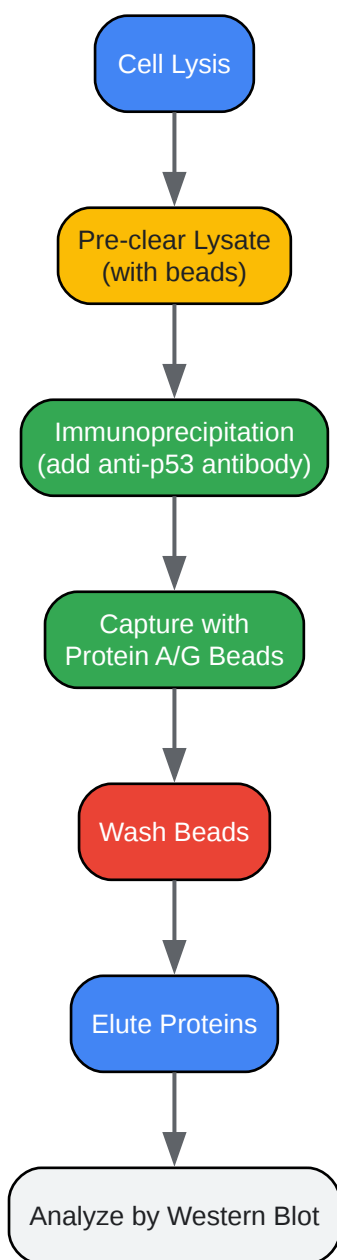 Cell Lysis
Pre-clear Lysate
(with beads)
Immunoprecipitation
(add anti-p53 antibody)
Capture with
Protein A/G Beads
Wash Beads
Elute Proteins
Analyze by Western Blot